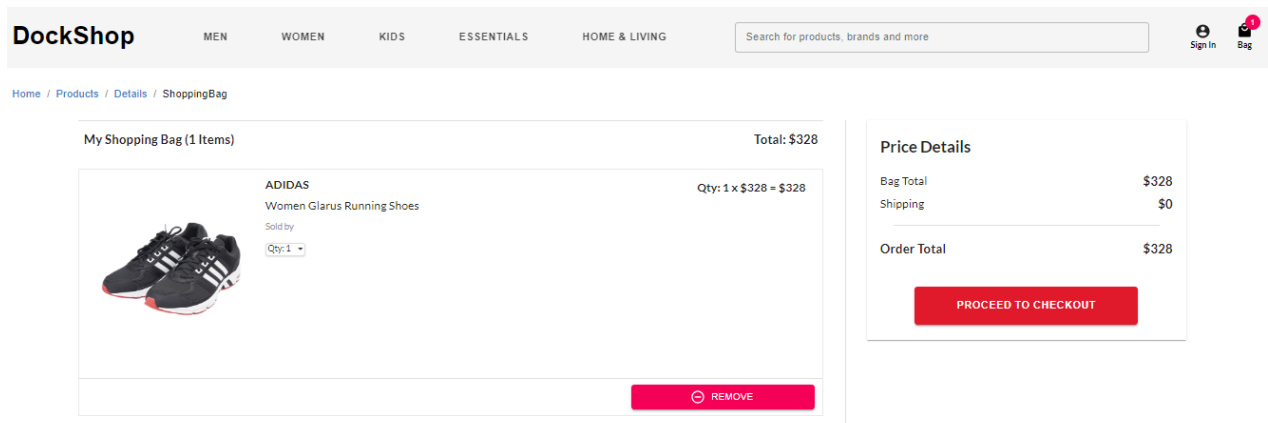 DockShop MEN WOMEN KIDS ESSENTIALS HOME & LIVING Search for products, brands and more Sign In 1 Bag
Home / Products / Details / ShoppingBag
My Shopping Bag (1 Items) Total: $328
ADIDAS Qty: 1 x $328 = $328
Women Glarus Running Shoes
Sold by
Qty: 1
REMOVE
Price Details
Bag Total $328
Shipping $0
Order Total $328
PROCEED TO CHECKOUT